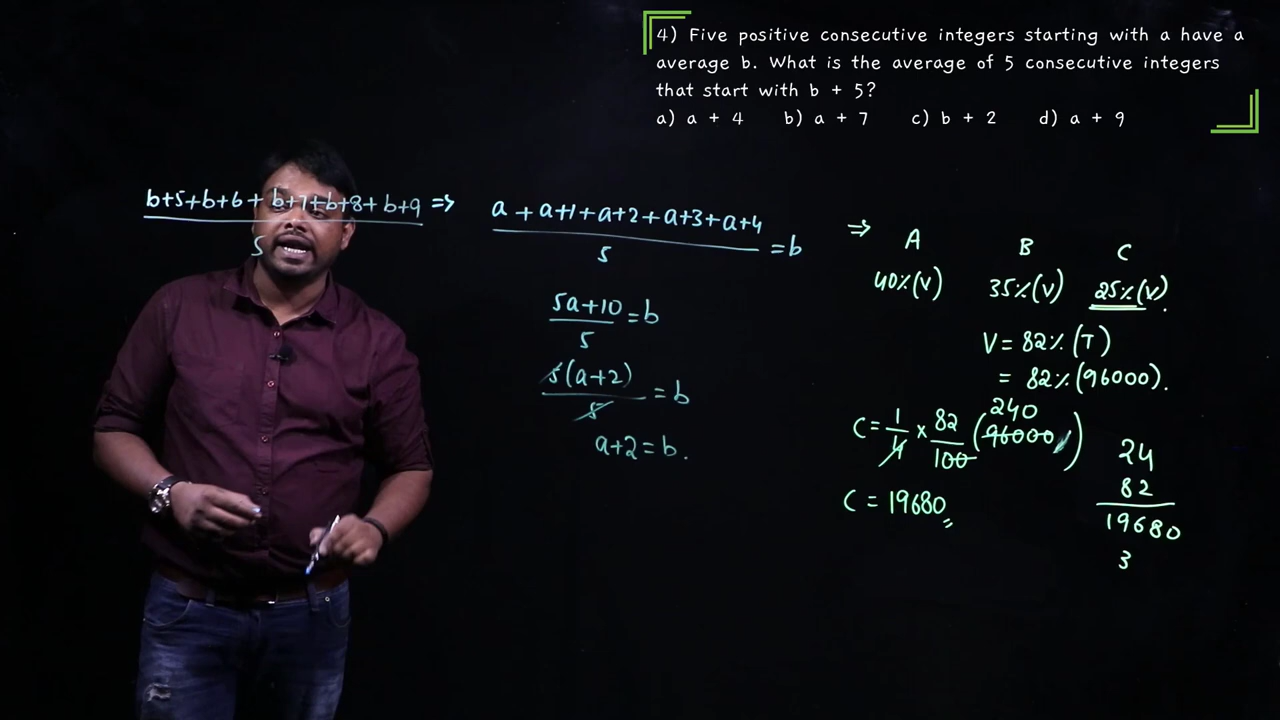 4) Five positive consecutive integers starting with a have a
average b. What is the average of 5 consecutive integers
that start with b + 5?
a) a + 4 b) a + 7 c) b + 2 d) a + 9
b+5+b+6+ b+7+b+8+ b+9 =>
5
a + a+1+a+2+a+3+a+4
5
= b
5a+10
5
= b
5(a+2)
5
= b
a+2 = b.
=> A B C
40%(V) 35%(V) 25%(V).
V = 82% (T)
= 82% (96000).
240
C = 1/4 × 82/100 (96000)
C = 19680
24
82
19680
3